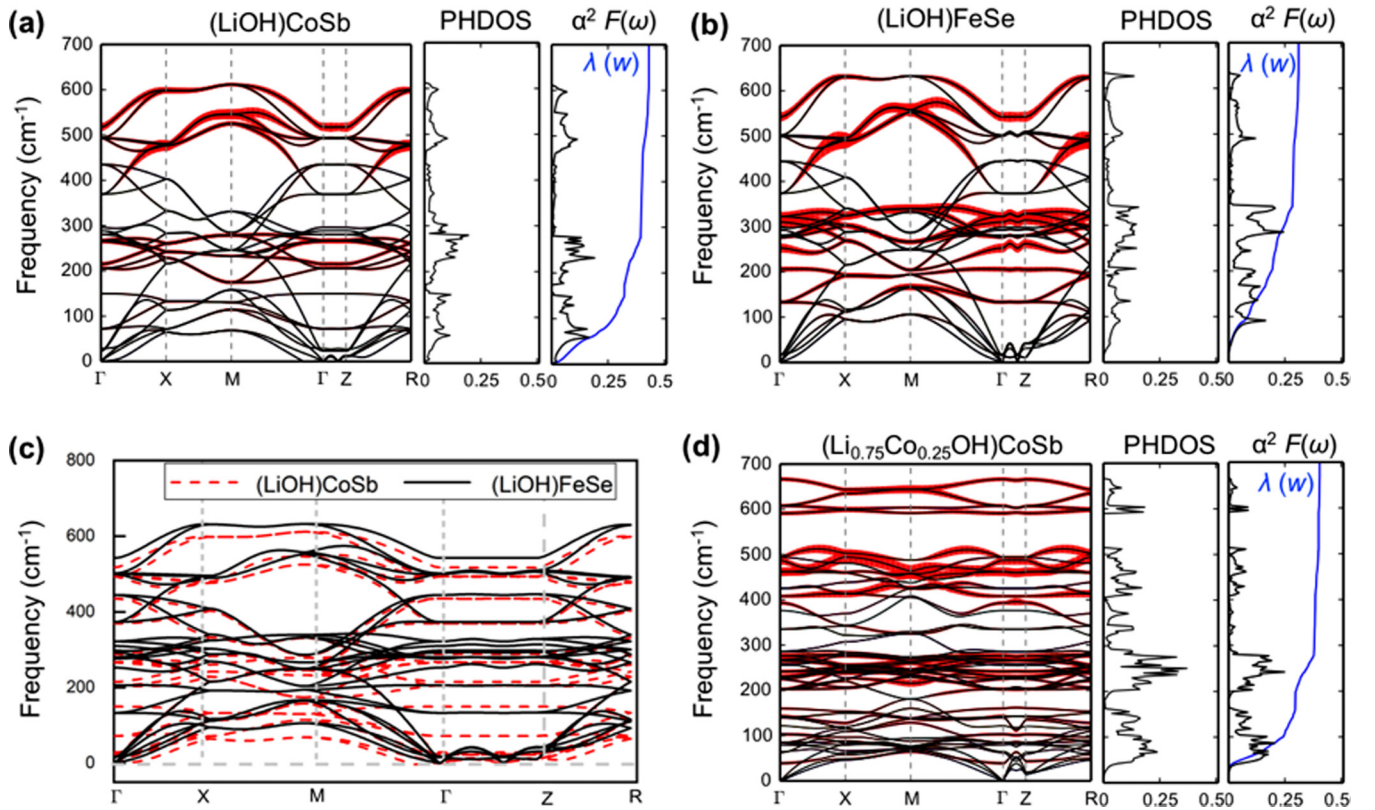 (a) (LiOH)CoSb PHDOS α² F(ω)
700
600
500
400
300
200
100
0
Frequency (cm⁻¹)
λ (w)
Γ X M Γ Z R 0 0.25 0.5 0 0.25 0.5
(b) (LiOH)FeSe PHDOS α² F(ω)
700
600
500
400
300
200
100
0
Frequency (cm⁻¹)
λ (w)
Γ X M Γ Z R 0 0.25 0.5 0 0.25 0.5
(c)
(LiOH)CoSb (LiOH)FeSe
800
600
400
200
0
Frequency (cm⁻¹)
Γ X M Γ Z R
(d) (Li₀.₇₅Co₀.₂₅OH)CoSb PHDOS α² F(ω)
700
600
500
400
300
200
100
0
Frequency (cm⁻¹)
λ (w)
Γ X M Γ Z R 0 0.25 0.5 0 0.25 0.5